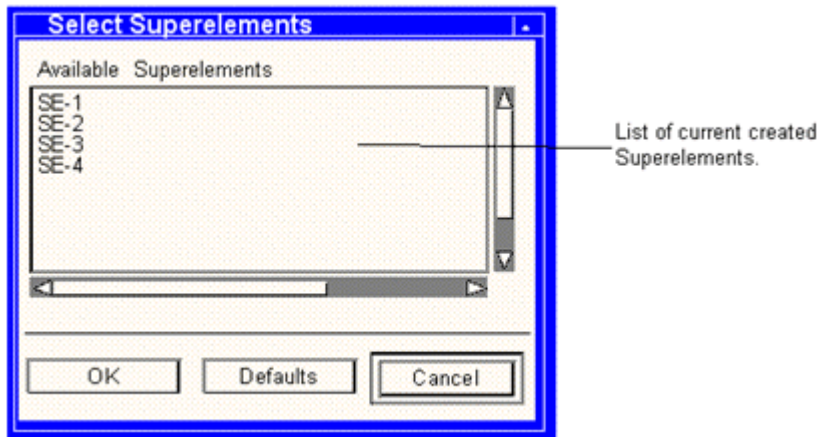 Select Superelements
Available Superelements
SE-1
SE-2
SE-3
SE-4
List of current created
Superelements.
OK
Defaults
Cancel